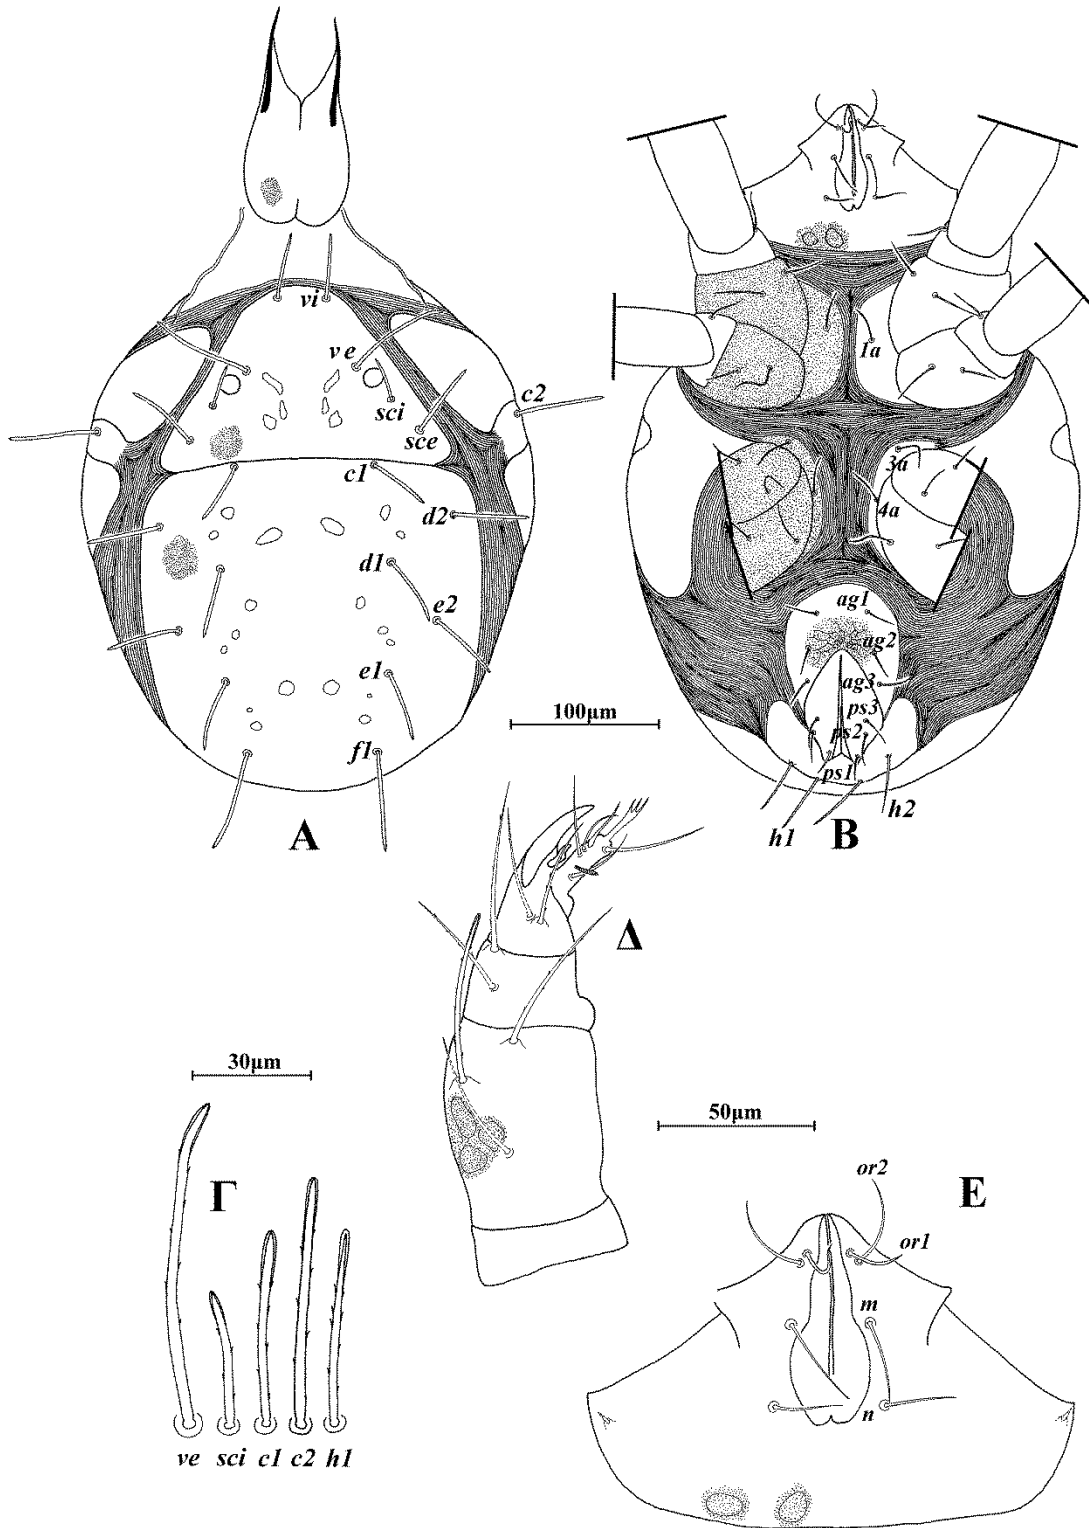 vi
ve
sci
sce
c2
c1
d2
d1
e2
e1
f1
A
1a
3a
4a
ag1
ag2
ag3
ps3
ps2
ps1
h1
h2
B
100μm
Δ
30μm
Γ
ve sci c1 c2 h1
50μm
E
or2
or1
m
n